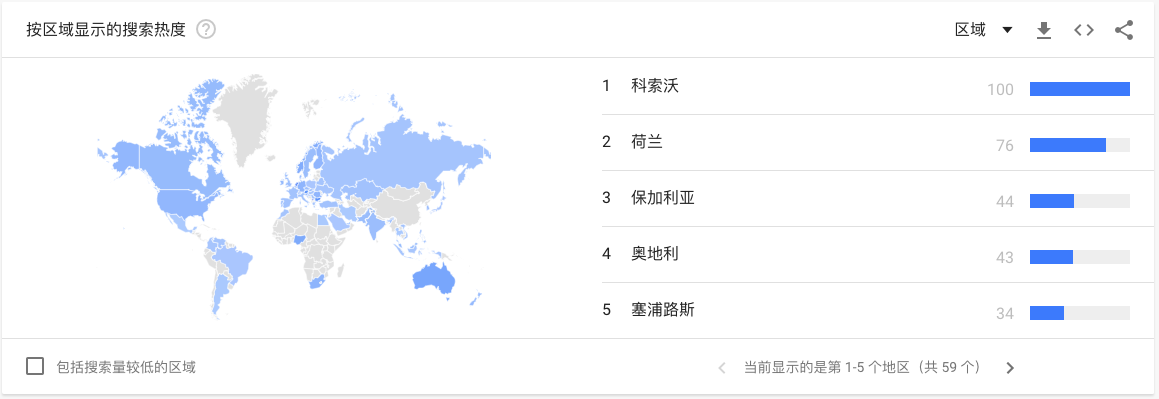 按区域显示的搜索热度 ? 区域
1 科索沃 100
2 荷兰 76
3 保加利亚 44
4 奥地利 43
5 塞浦路斯 34
包括搜索量较低的区域 当前显示的是第 1-5 个地区（共 59 个）